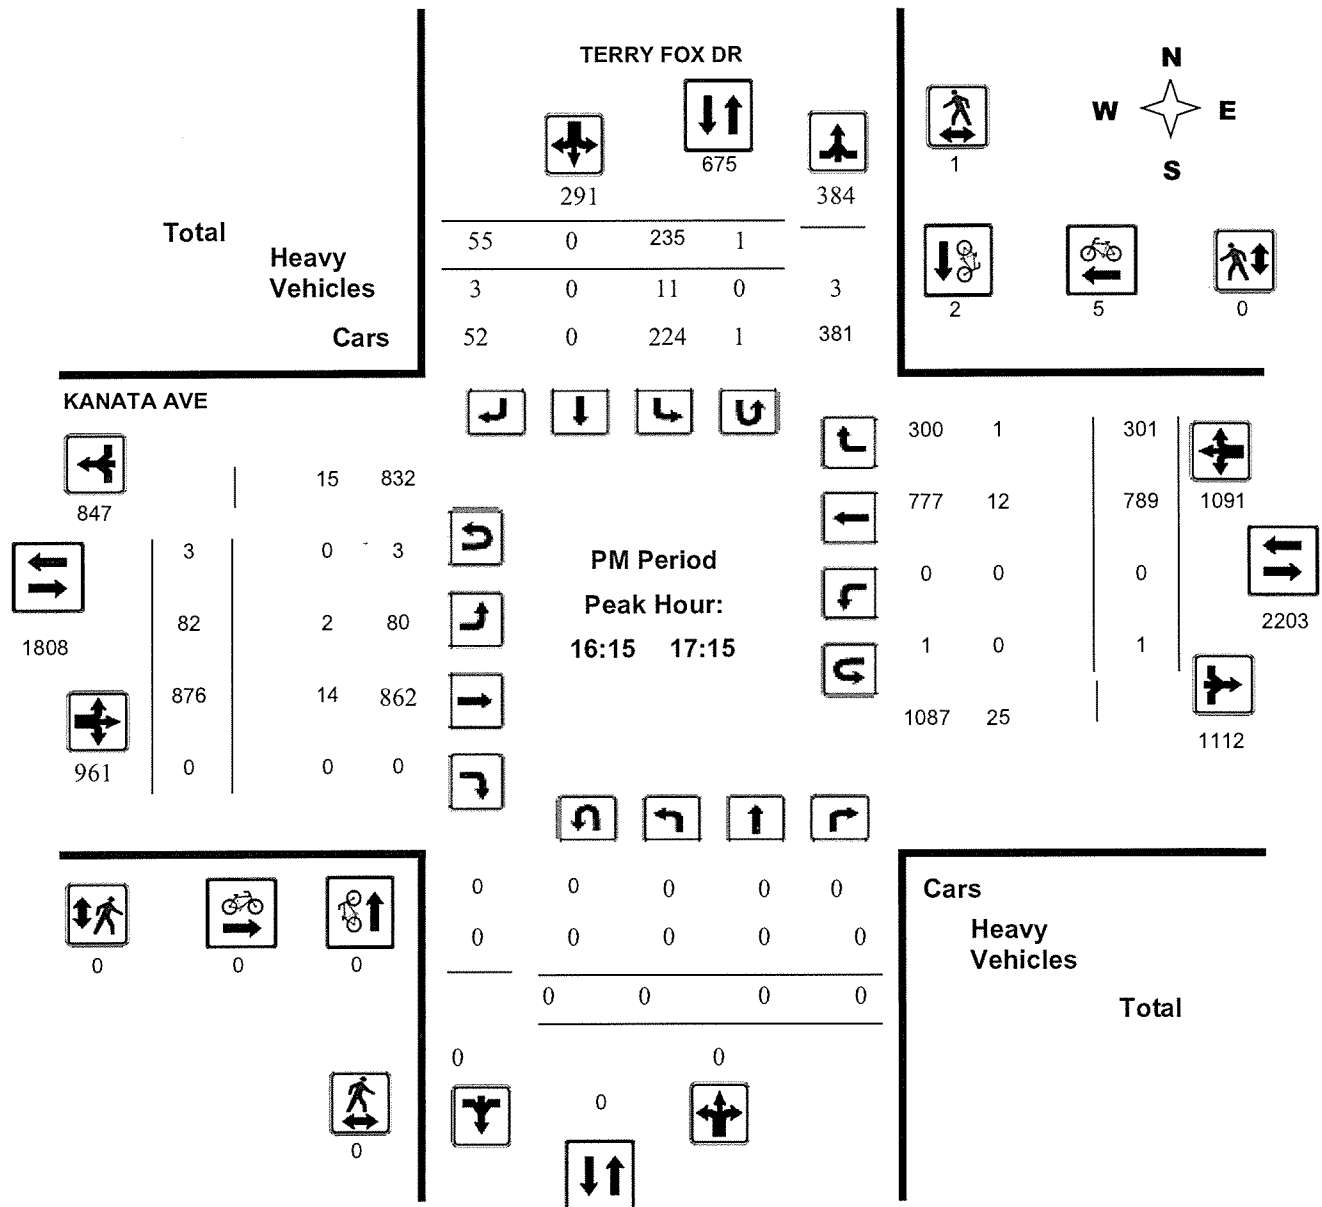 TERRY FOX DR
N
W E
S
675
1
291
384
Total
55 0 235 1
Heavy
Vehicles
3 0 11 0 3
2 5 0
Cars
52 0 224 1 381
KANATA AVE
300 1 301
15 832
777 12 789 1091
847
3 0 3
PM Period
0 0 0
Peak Hour:
82 2 80
2203
1808
16:15 17:15
1 0 1
876 14 862
1087 25
1112
961
0 0 0
0 0 0 0 0
Cars
0 0 0 0 0
Heavy
Vehicles
0 0 0
0 0 0 0
Total
0 0
0
0